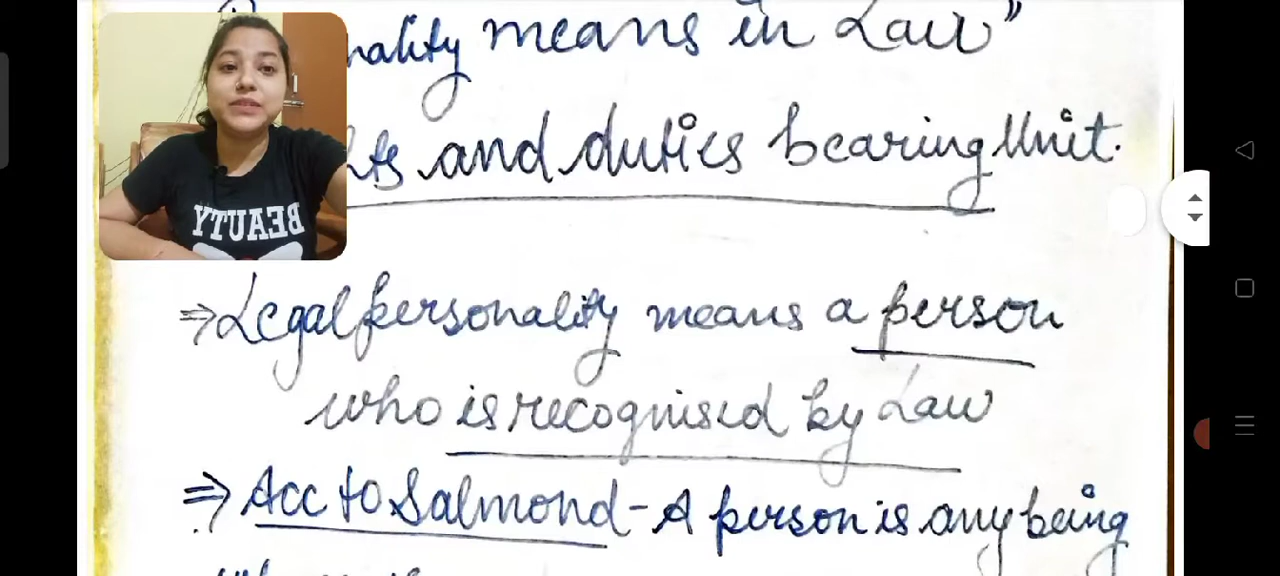 nality means in Law"
BEAUTY
hts and duties bearing Unit.
⇒ Legal personality means a person
who is recognised by Law
⇒ Acc to Salmond - A person is any being